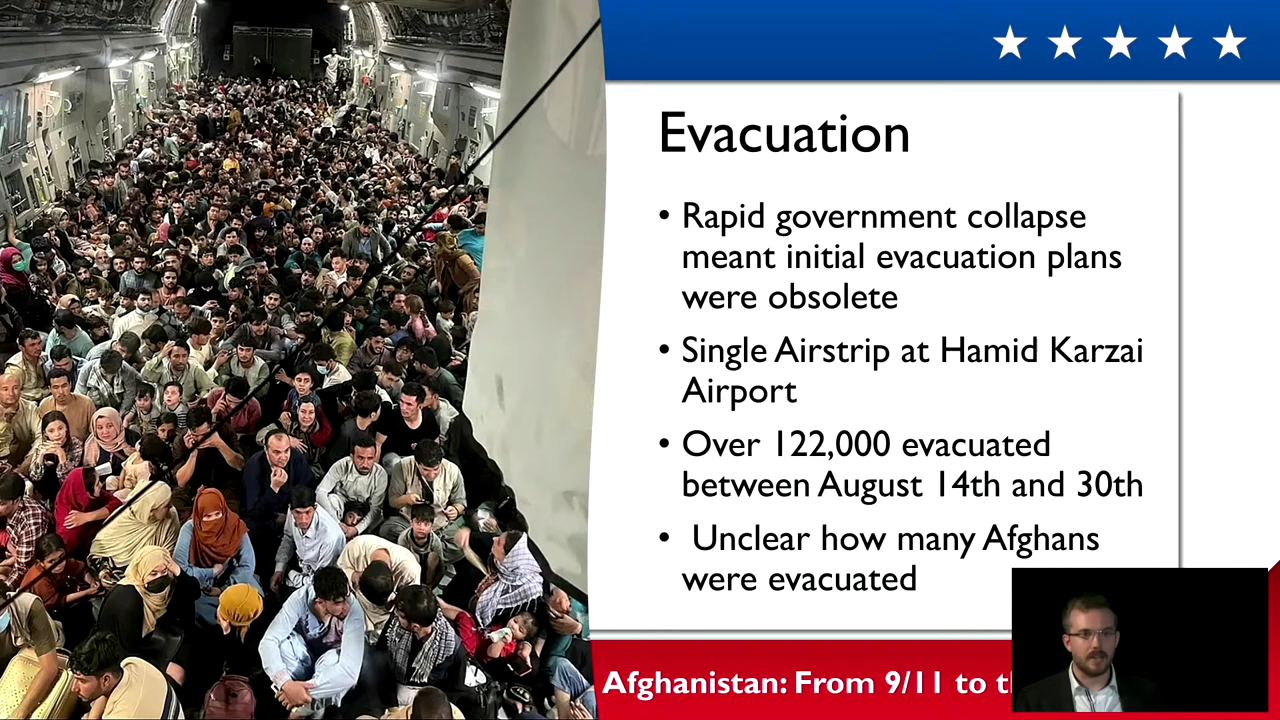 Evacuation
• Rapid government collapse
meant initial evacuation plans
were obsolete
• Single Airstrip at Hamid Karzai
Airport
• Over 122,000 evacuated
between August 14th and 30th
• Unclear how many Afghans
were evacuated
Afghanistan: From 9/11 to